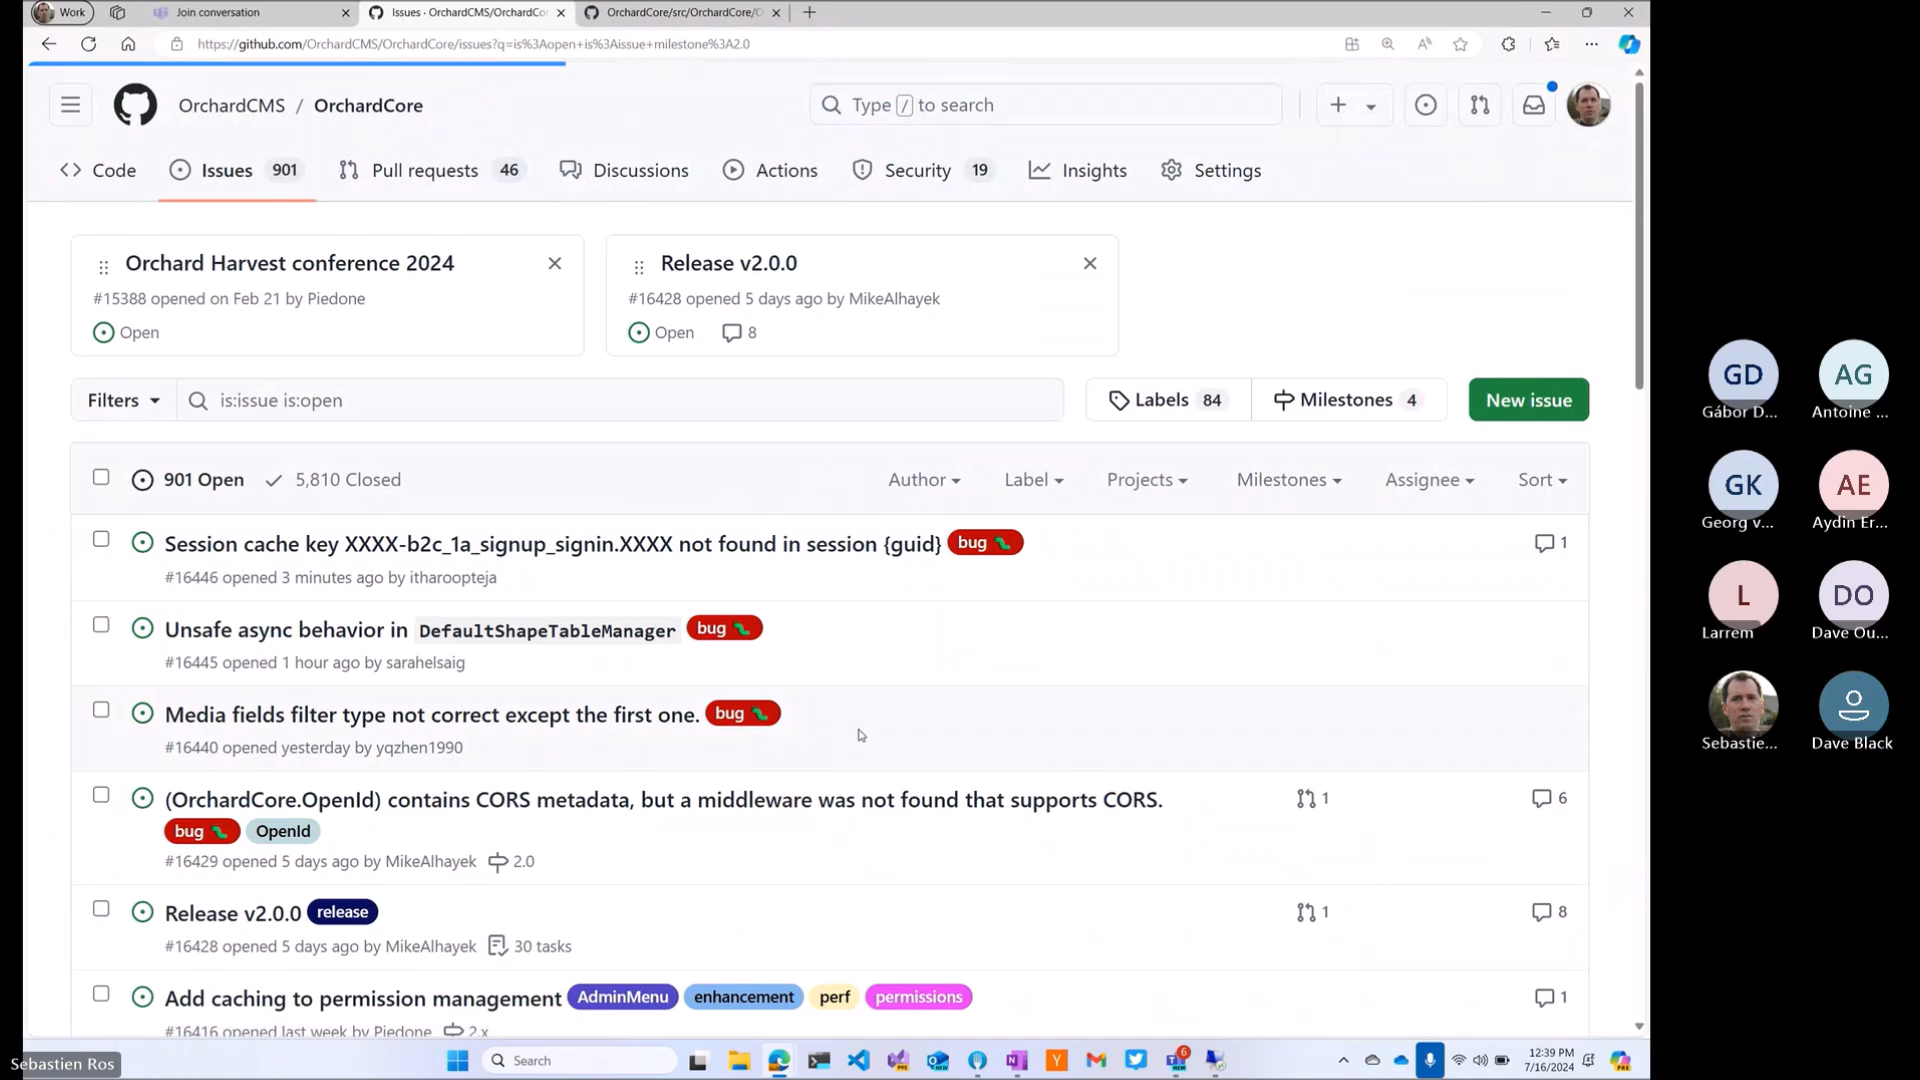 Work
Join conversation
Issues · OrchardCMS/OrchardCo
OrchardCore/src/OrchardCore/O
https://github.com/OrchardCMS/OrchardCore/issues?q=is%3Aopen+is%3Aissue+milestone%3A2.0
OrchardCMS / OrchardCore
Type / to search
Code
Issues 901
Pull requests 46
Discussions
Actions
Security 19
Insights
Settings
Orchard Harvest conference 2024
#15388 opened on Feb 21 by Piedone
Open
Release v2.0.0
#16428 opened 5 days ago by MikeAlhayek
Open 8
Filters
is:issue is:open
Labels 84
Milestones 4
New issue
901 Open 5,810 Closed
Author Label Projects Milestones Assignee Sort
Session cache key XXXX-b2c_1a_signup_signin.XXXX not found in session {guid} bug 1
#16446 opened 3 minutes ago by itharoopteja
Unsafe async behavior in DefaultShapeTableManager bug
#16445 opened 1 hour ago by sarahelsaig
Media fields filter type not correct except the first one. bug
#16440 opened yesterday by yqzhen1990
(OrchardCore.OpenId) contains CORS metadata, but a middleware was not found that supports CORS. 1 6
bug OpenId
#16429 opened 5 days ago by MikeAlhayek 2.0
Release v2.0.0 release 1 8
#16428 opened 5 days ago by MikeAlhayek 30 tasks
Add caching to permission management AdminMenu enhancement perf permissions 1
#16416 opened last week by Piedone 2.x
GD
Gábor D...
AG
Antoine ...
GK
Georg v...
AE
Aydin Er...
L
Larrem
DO
Dave Ou...
Sebastie...
Dave Black
Sebastien Ros
Search
6
12:39 PM
7/16/2024